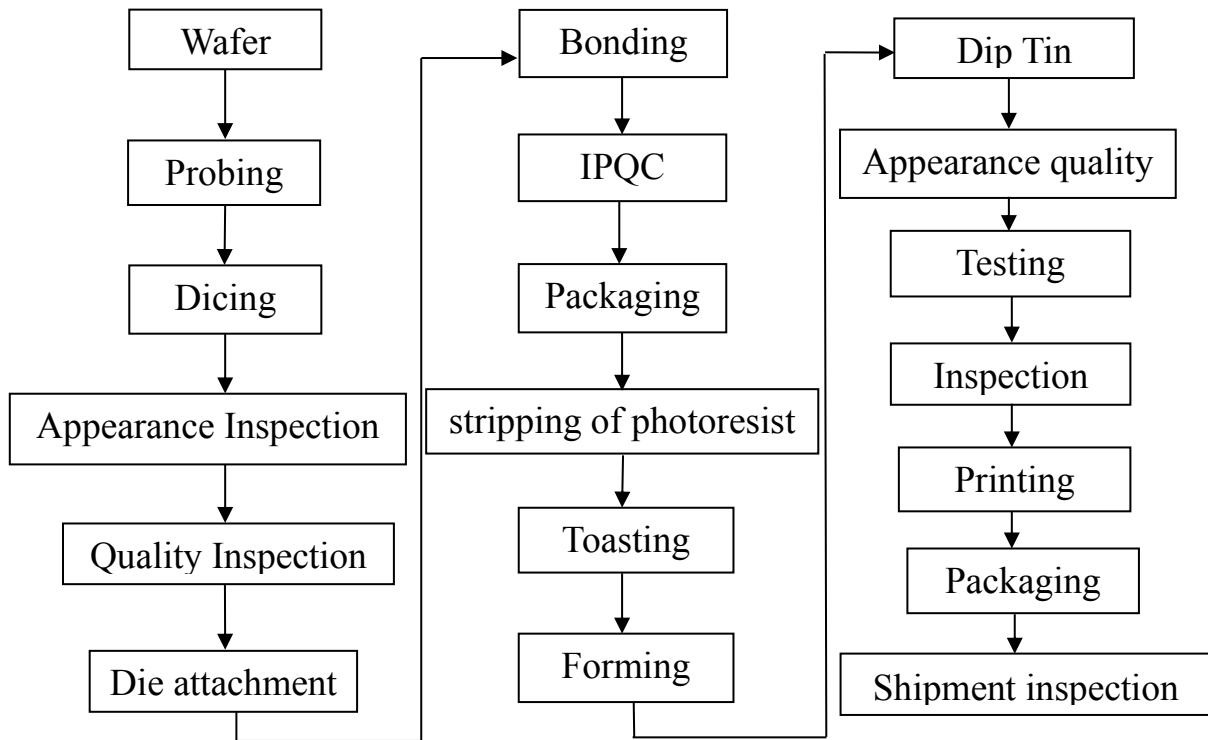 Wafer
Probing
Dicing
Appearance Inspection
Quality Inspection
Die attachment
Bonding
IPQC
Packaging
stripping of photoresist
Toasting
Forming
Dip Tin
Appearance quality
Testing
Inspection
Printing
Packaging
Shipment inspection